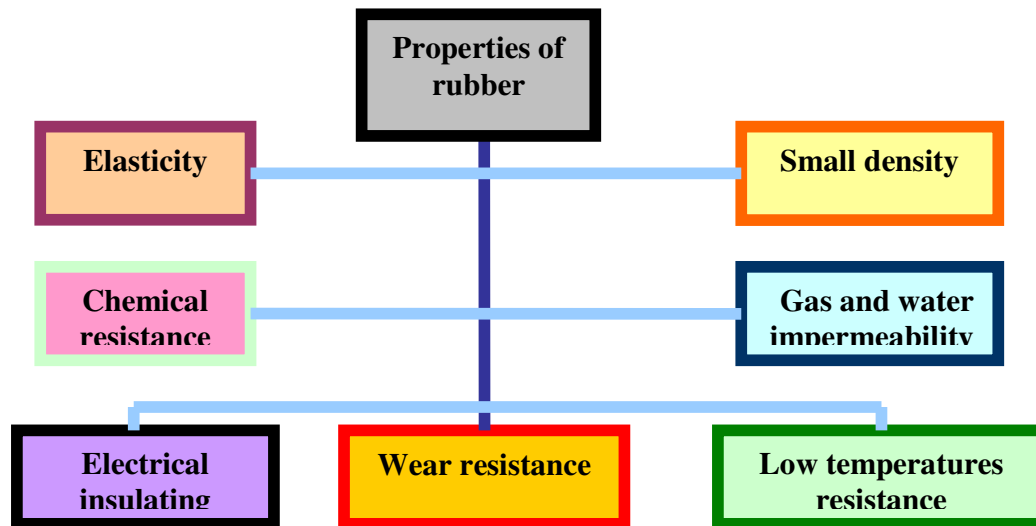 Properties of
rubber
Elasticity
Small density
Chemical
resistance
Gas and water
impermeability
Electrical
insulating
Wear resistance
Low temperatures
resistance